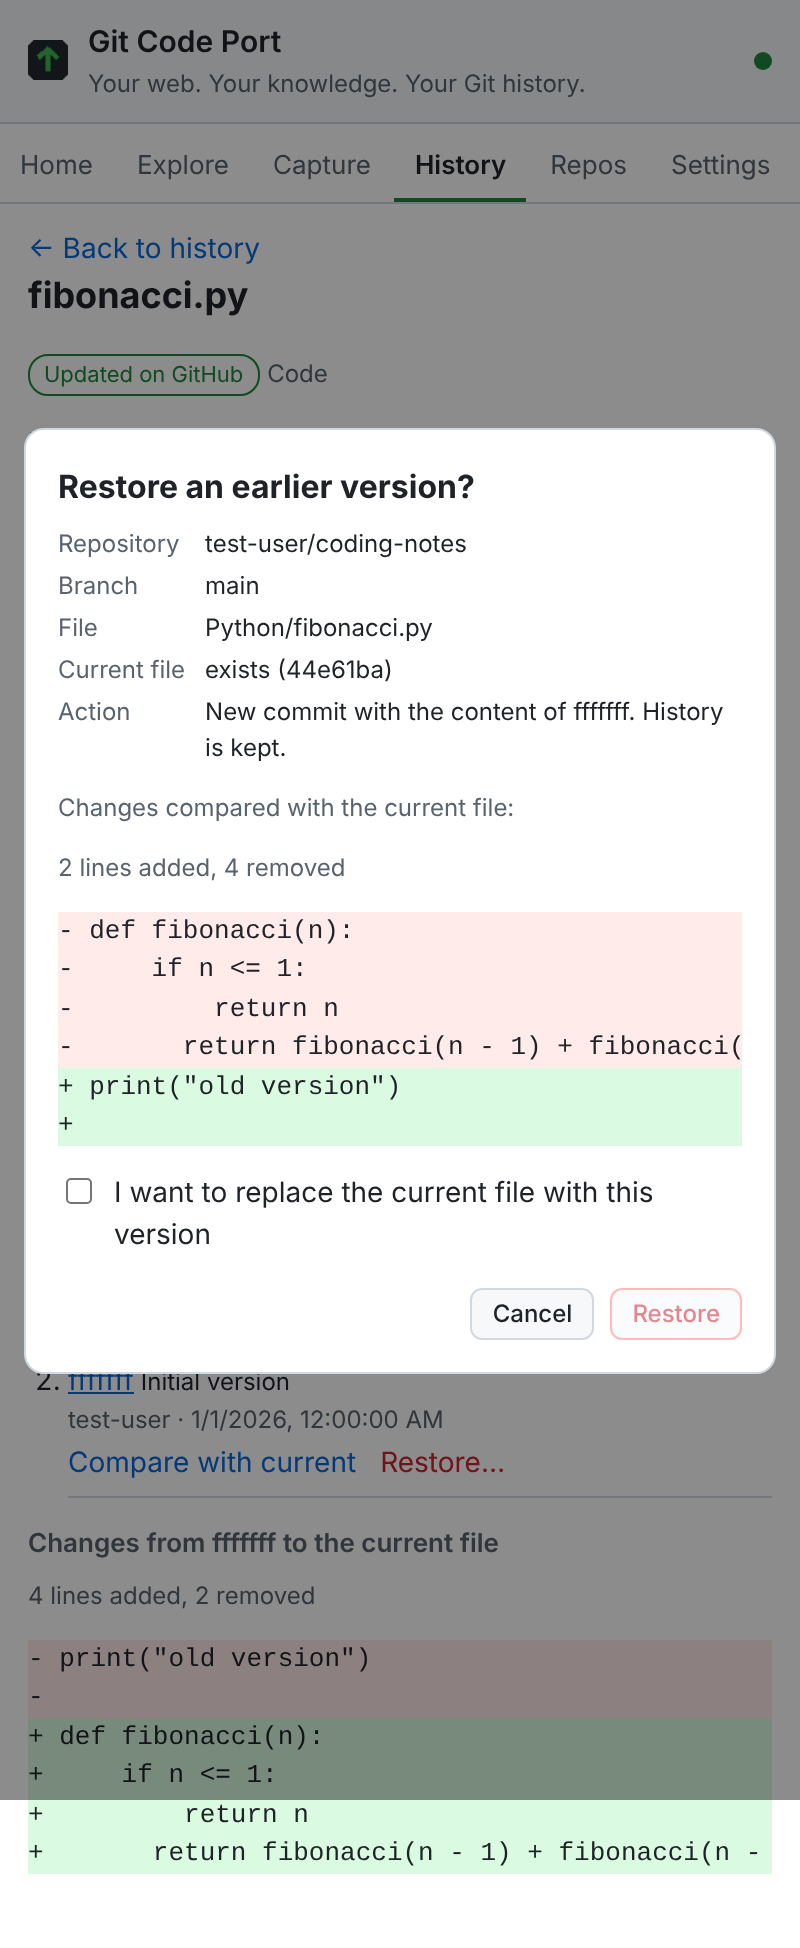 Git Code Port
Your web. Your knowledge. Your Git history.
Home Explore Capture History Repos Settings
← Back to history
fibonacci.py
Updated on GitHub Code
Restore an earlier version?
Repository test-user/coding-notes
Branch main
File Python/fibonacci.py
Current file exists (44e61ba)
Action New commit with the content of fffffff. History
is kept.
Changes compared with the current file:
2 lines added, 4 removed
- def fibonacci(n):
-     if n <= 1:
-         return n
-       return fibonacci(n - 1) + fibonacci(
+ print("old version")
+
I want to replace the current file with this
version
Cancel Restore
2. fffffff Initial version
test-user · 1/1/2026, 12:00:00 AM
Compare with current Restore...
Changes from fffffff to the current file
4 lines added, 2 removed
- print("old version")
-
+ def fibonacci(n):
+     if n <= 1:
+         return n
+       return fibonacci(n - 1) + fibonacci(n -